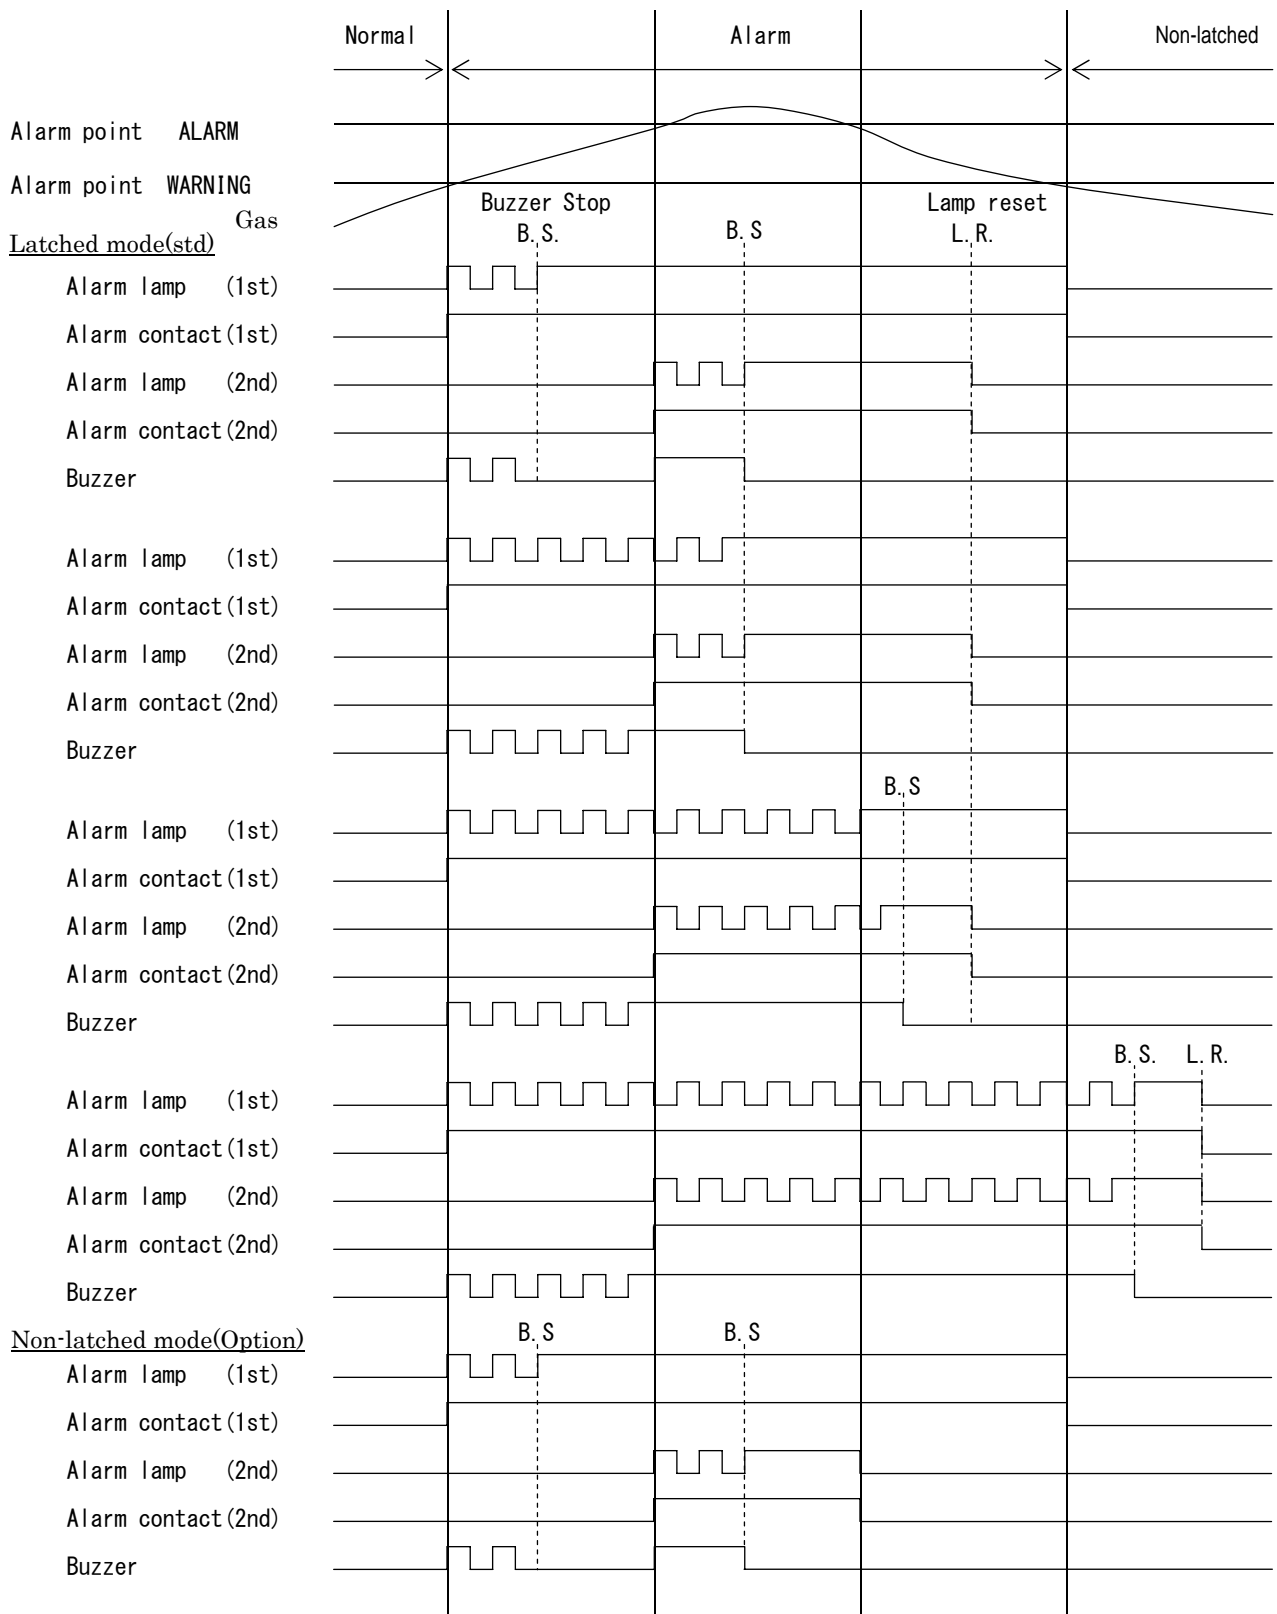 Normal Alarm Non-latched
Alarm point ALARM
Alarm point WARNING
Gas
Buzzer Stop Lamp reset
B.S. B.S L.R.
Latched mode(std)
Alarm lamp (1st)
Alarm contact(1st)
Alarm lamp (2nd)
Alarm contact(2nd)
Buzzer
Alarm lamp (1st)
Alarm contact(1st)
Alarm lamp (2nd)
Alarm contact(2nd)
Buzzer
B.S
Alarm lamp (1st)
Alarm contact(1st)
Alarm lamp (2nd)
Alarm contact(2nd)
Buzzer
B.S. L.R.
Alarm lamp (1st)
Alarm contact(1st)
Alarm lamp (2nd)
Alarm contact(2nd)
Buzzer
Non-latched mode(Option)
B.S B.S
Alarm lamp (1st)
Alarm contact(1st)
Alarm lamp (2nd)
Alarm contact(2nd)
Buzzer